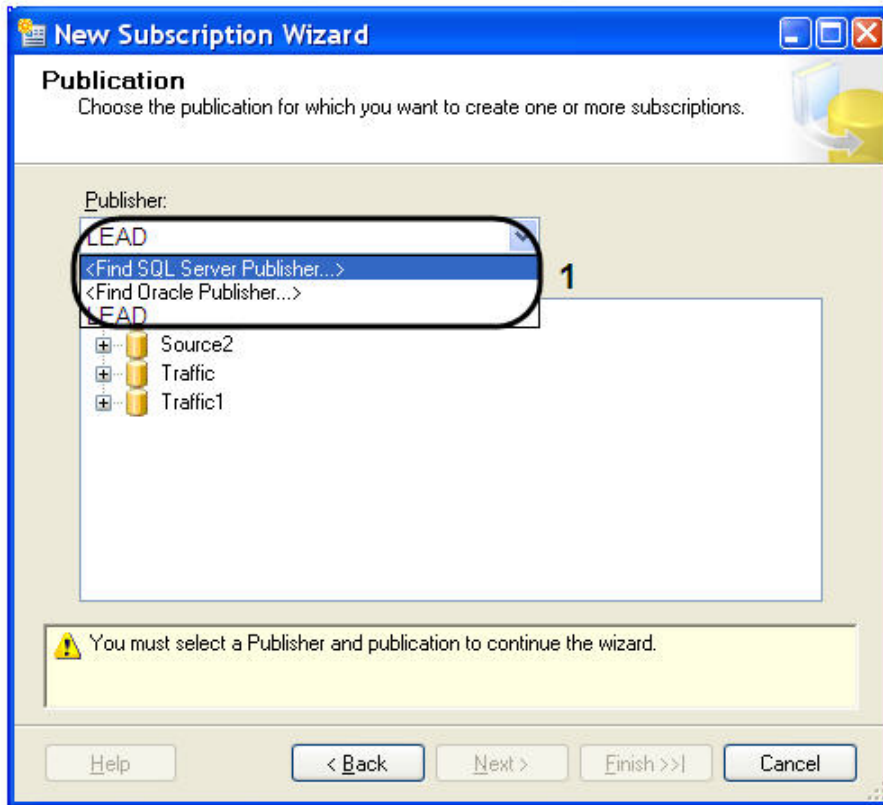 New Subscription Wizard
Publication
Choose the publication for which you want to create one or more subscriptions.
Publisher:
LEAD
<Find SQL Server Publisher...>
<Find Oracle Publisher...>
LEAD
1
Source2
Traffic
Traffic1
You must select a Publisher and publication to continue the wizard.
Help
< Back
Next >
Finish >>|
Cancel